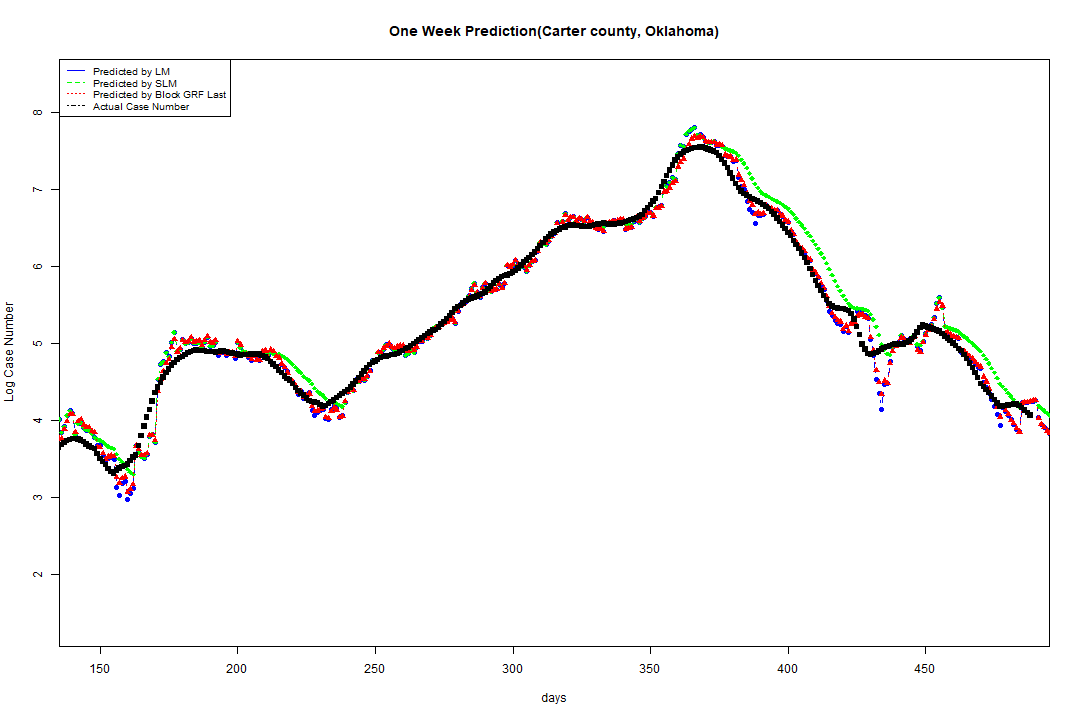 One Week Prediction(Carter county, Oklahoma)
Predicted by LM
Predicted by SLM
Predicted by Block GRF Last
Actual Case Number
8
7
6
5
4
3
2
Log Case Number
150 200 250 300 350 400 450
days